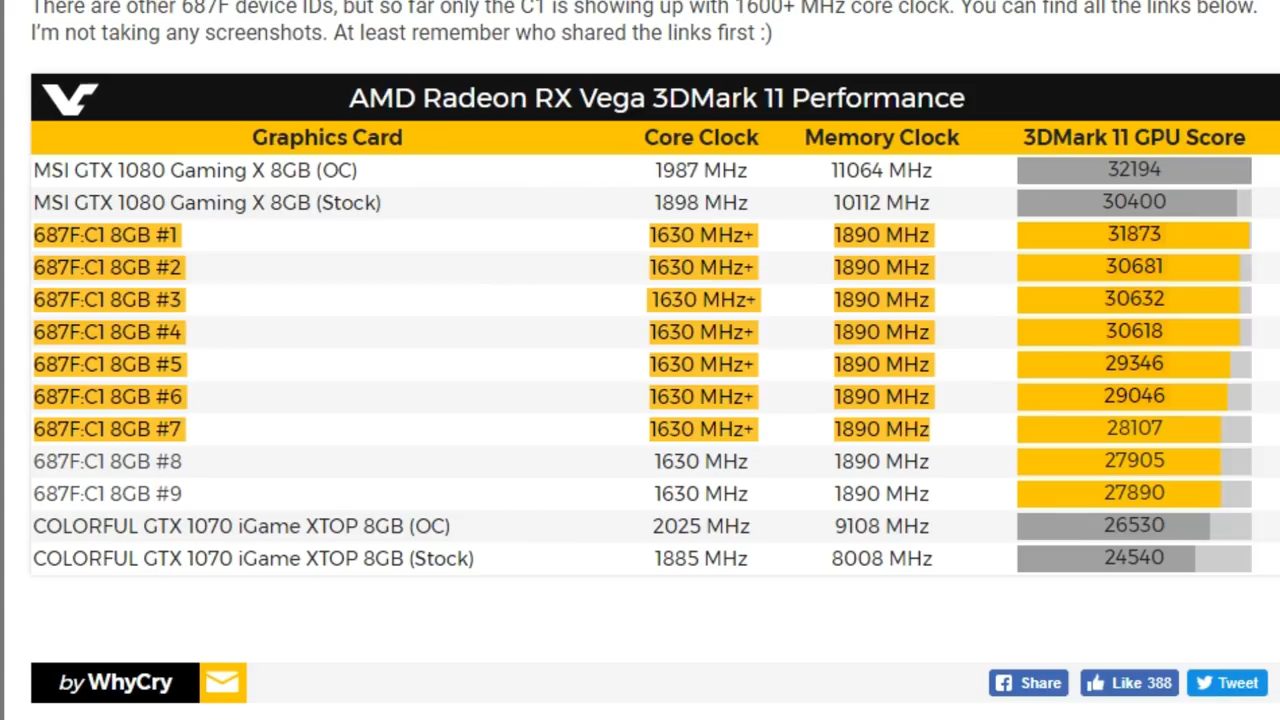 There are other 687F device IDs, but so far only the C1 is showing up with 1600+ MHz core clock. You can find all the links below.
I'm not taking any screenshots. At least remember who shared the links first :)
AMD Radeon RX Vega 3DMark 11 Performance
Graphics Card Core Clock Memory Clock 3DMark 11 GPU Score
MSI GTX 1080 Gaming X 8GB (OC) 1987 MHz 11064 MHz 32194
MSI GTX 1080 Gaming X 8GB (Stock) 1898 MHz 10112 MHz 30400
687F:C1 8GB #1 1630 MHz+ 1890 MHz 31873
687F:C1 8GB #2 1630 MHz+ 1890 MHz 30681
687F:C1 8GB #3 1630 MHz+ 1890 MHz 30632
687F:C1 8GB #4 1630 MHz+ 1890 MHz 30618
687F:C1 8GB #5 1630 MHz+ 1890 MHz 29346
687F:C1 8GB #6 1630 MHz+ 1890 MHz 29046
687F:C1 8GB #7 1630 MHz+ 1890 MHz 28107
687F:C1 8GB #8 1630 MHz 1890 MHz 27905
687F:C1 8GB #9 1630 MHz 1890 MHz 27890
COLORFUL GTX 1070 iGame XTOP 8GB (OC) 2025 MHz 9108 MHz 26530
COLORFUL GTX 1070 iGame XTOP 8GB (Stock) 1885 MHz 8008 MHz 24540
by WhyCry Share Like 388 Tweet